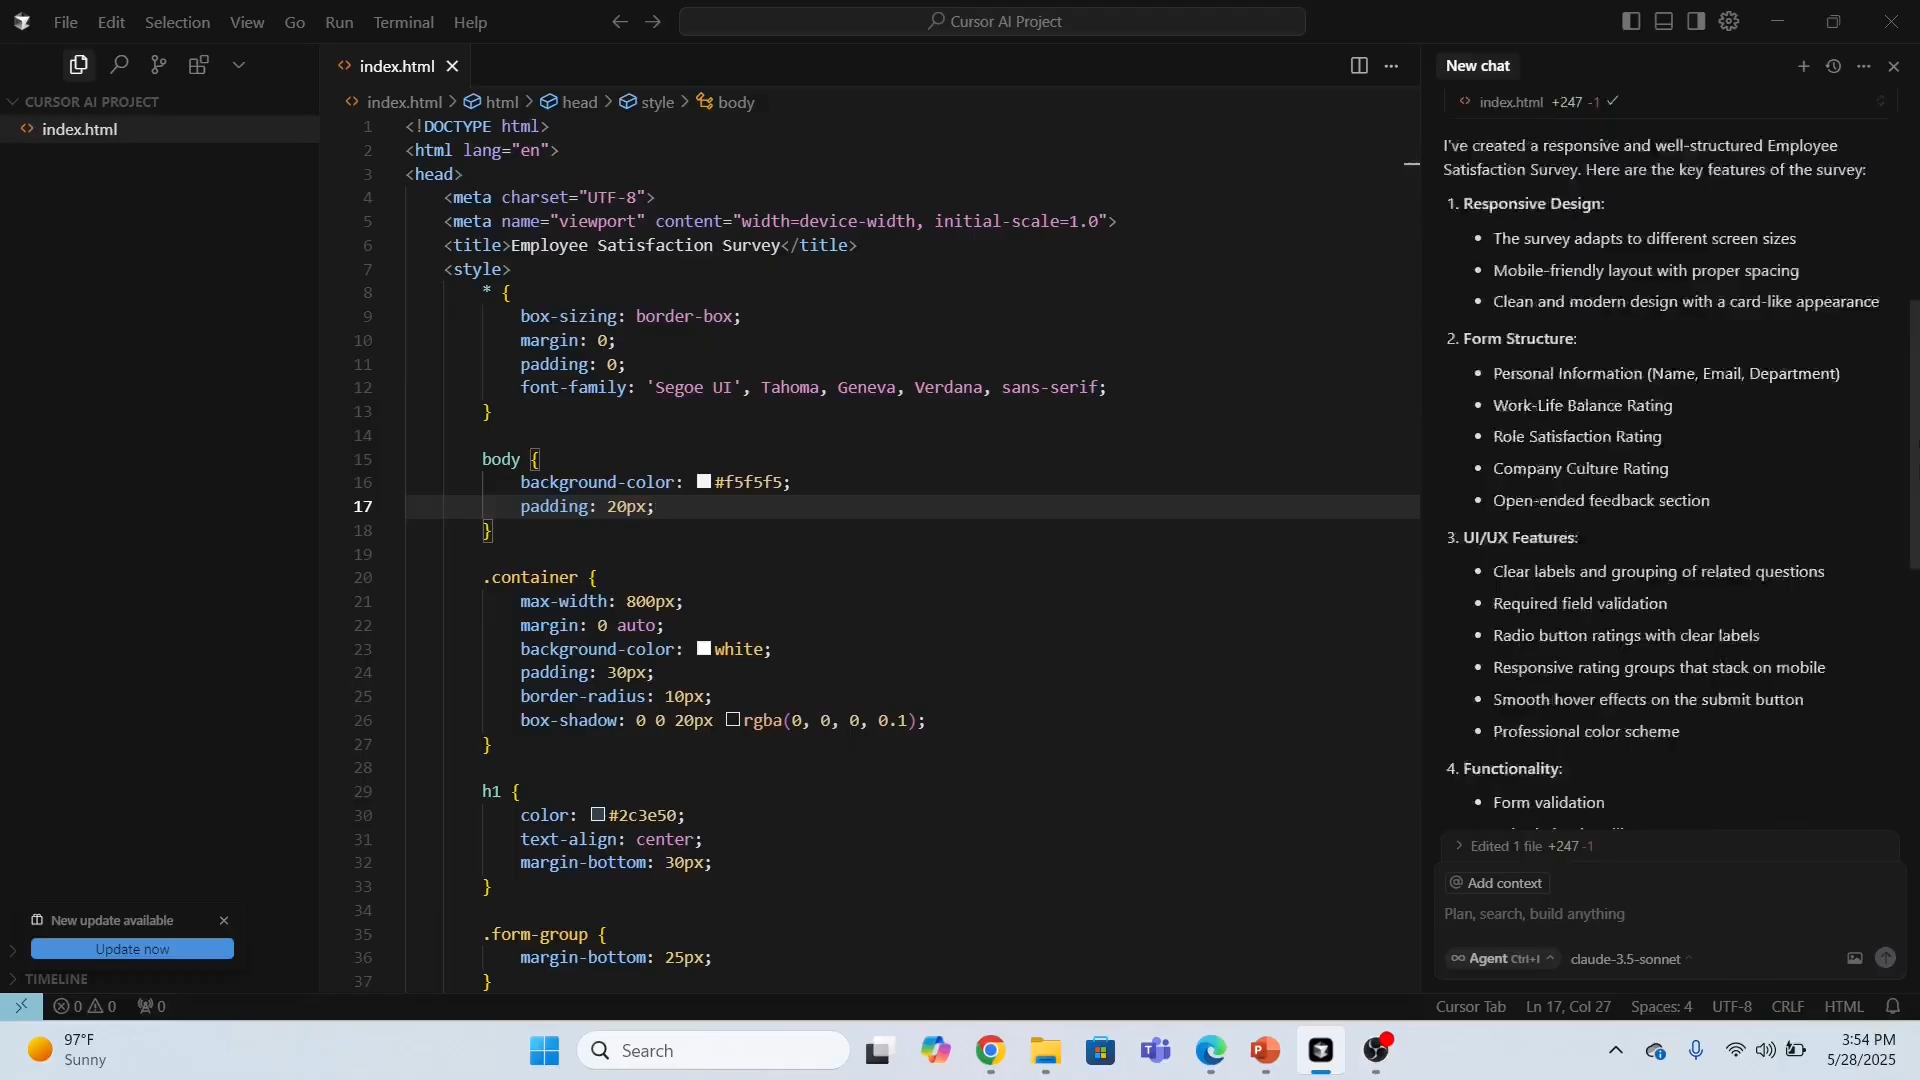 File Edit Selection View Go Run Terminal Help
Cursor AI Project
index.html
New chat
CURSOR AI PROJECT
index.html
index.html > html > head > style > body
1 <!DOCTYPE html>
2 <html lang="en">
3 <head>
4 <meta charset="UTF-8">
5 <meta name="viewport" content="width=device-width, initial-scale=1.0">
6 <title>Employee Satisfaction Survey</title>
7 <style>
8 * {
9 box-sizing: border-box;
10 margin: 0;
11 padding: 0;
12 font-family: 'Segoe UI', Tahoma, Geneva, Verdana, sans-serif;
13 }
14
15 body {
16 background-color: #f5f5f5;
17 padding: 20px;
18 }
19
20 .container {
21 max-width: 800px;
22 margin: 0 auto;
23 background-color: white;
24 padding: 30px;
25 border-radius: 10px;
26 box-shadow: 0 0 20px rgba(0, 0, 0, 0.1);
27 }
28
29 h1 {
30 color: #2c3e50;
31 text-align: center;
32 margin-bottom: 30px;
33 }
34
35 .form-group {
36 margin-bottom: 25px;
37 }
index.html +247 -1
I've created a responsive and well-structured Employee
Satisfaction Survey. Here are the key features of the survey:
1. Responsive Design:
• The survey adapts to different screen sizes
• Mobile-friendly layout with proper spacing
• Clean and modern design with a card-like appearance
2. Form Structure:
• Personal Information (Name, Email, Department)
• Work-Life Balance Rating
• Role Satisfaction Rating
• Company Culture Rating
• Open-ended feedback section
3. UI/UX Features:
• Clear labels and grouping of related questions
• Required field validation
• Radio button ratings with clear labels
• Responsive rating groups that stack on mobile
• Smooth hover effects on the submit button
• Professional color scheme
4. Functionality:
• Form validation
Edited 1 file +247 -1
@ Add context
Plan, search, build anything
Agent Ctrl+I claude-3.5-sonnet
New update available
Update now
TIMELINE
0 0 0
Cursor Tab Ln 17, Col 27 Spaces: 4 UTF-8 CRLF HTML
97°F
Sunny
Search
3:54 PM
5/28/2025